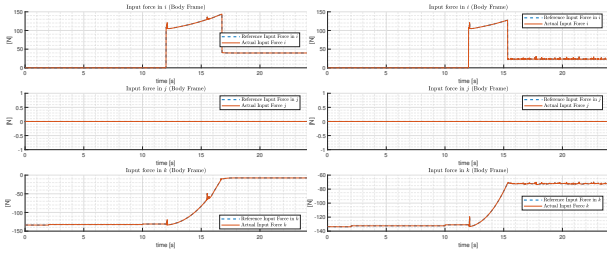 Input force in i (Body Frame)
150
100
50
0
[N]
Reference Input Force in i
Actual Input Force i
0 5 10 15 20
time [s]
Input force in i (Body Frame)
150
100
50
0
[N]
Reference Input Force in i
Actual Input Force i
0 5 10 15 20
time [s]
Input force in j (Body Frame)
1
0.5
0
-0.5
-1
[N]
Reference Input Force in j
Actual Input Force j
0 5 10 15 20
time [s]
Input force in j (Body Frame)
1
0.5
0
-0.5
-1
[N]
Reference Input Force in j
Actual Input Force j
0 5 10 15 20
time [s]
Input force in k (Body Frame)
0
-50
-100
-150
[N]
Reference Input Force in k
Actual Input Force k
0 5 10 15 20
time [s]
Input force in k (Body Frame)
-60
-80
-100
-120
-140
[N]
Reference Input Force in k
Actual Input Force k
0 5 10 15 20
time [s]